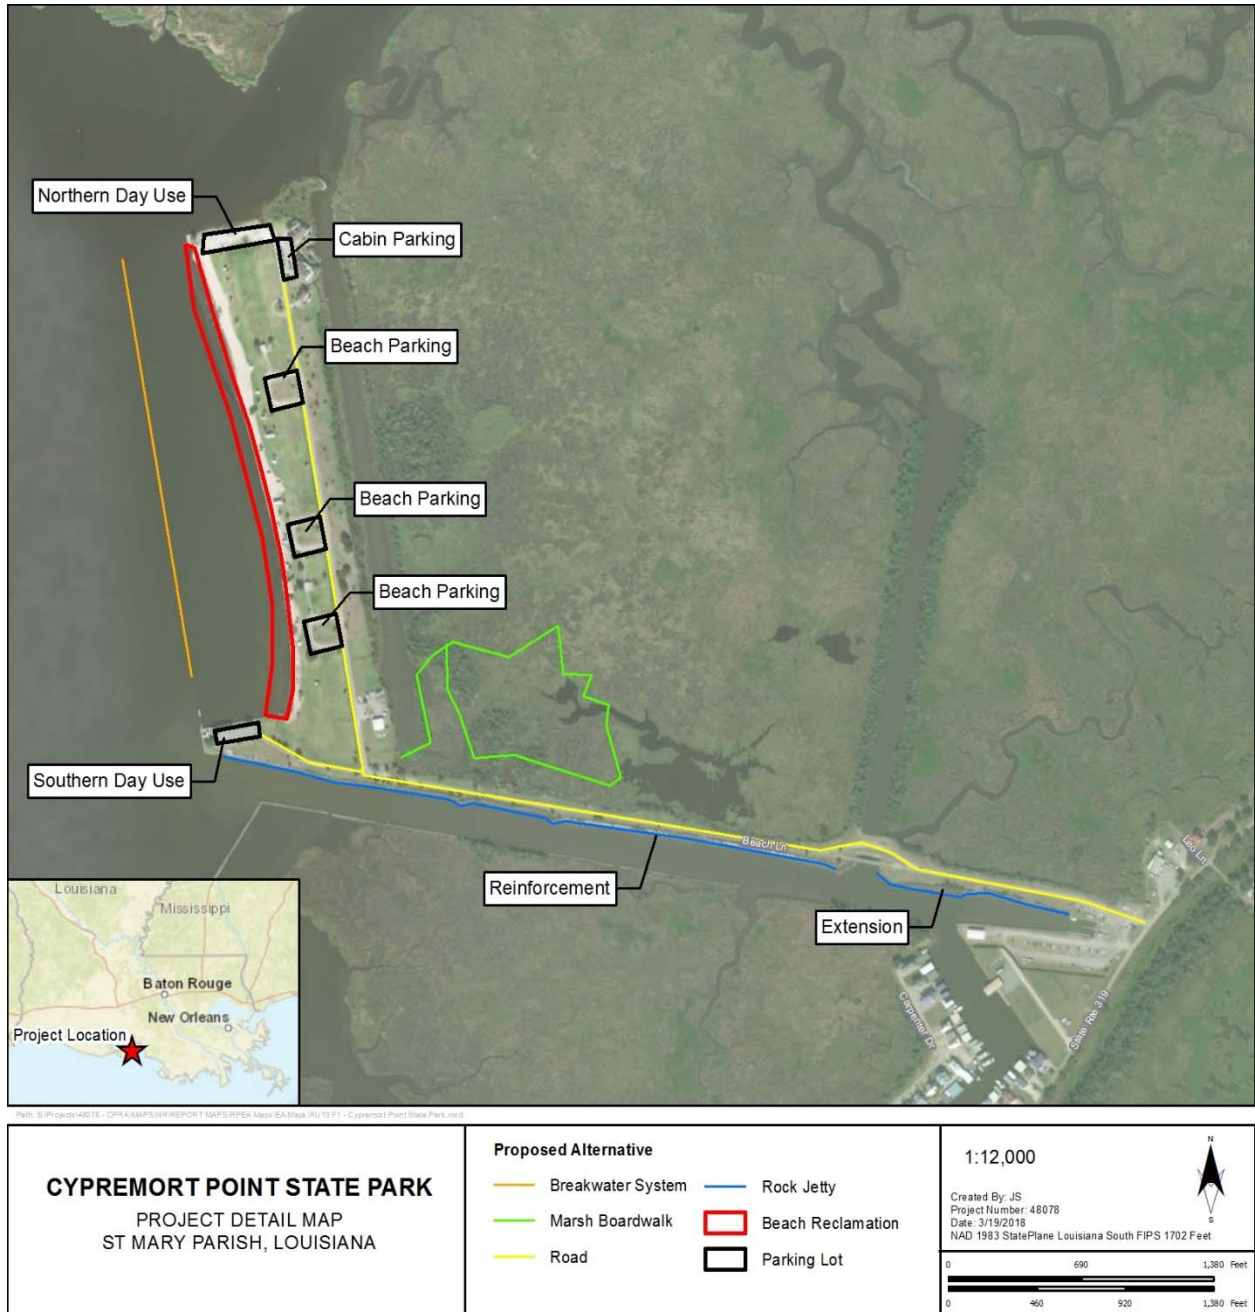 Northern Day Use
Cabin Parking
Beach Parking
Beach Parking
Beach Parking
Southern Day Use
Beach Ln
Leo Ln
Reinforcement
Extension
Carpenter Dr
State Rte 319
Louisiana
Mississippi
Baton Rouge
New Orleans
Project Location
CYPREMORT POINT STATE PARK
PROJECT DETAIL MAP
ST MARY PARISH, LOUISIANA
Proposed Alternative
Breakwater System
Rock Jetty
Marsh Boardwalk
Beach Reclamation
Road
Parking Lot
1:12,000
N
S
Created By: JS
Project Number: 48078
Date: 3/19/2018
NAD 1983 StatePlane Louisiana South FIPS 1702 Feet
0 690 1,380 Feet
0 460 920 1,380 Feet